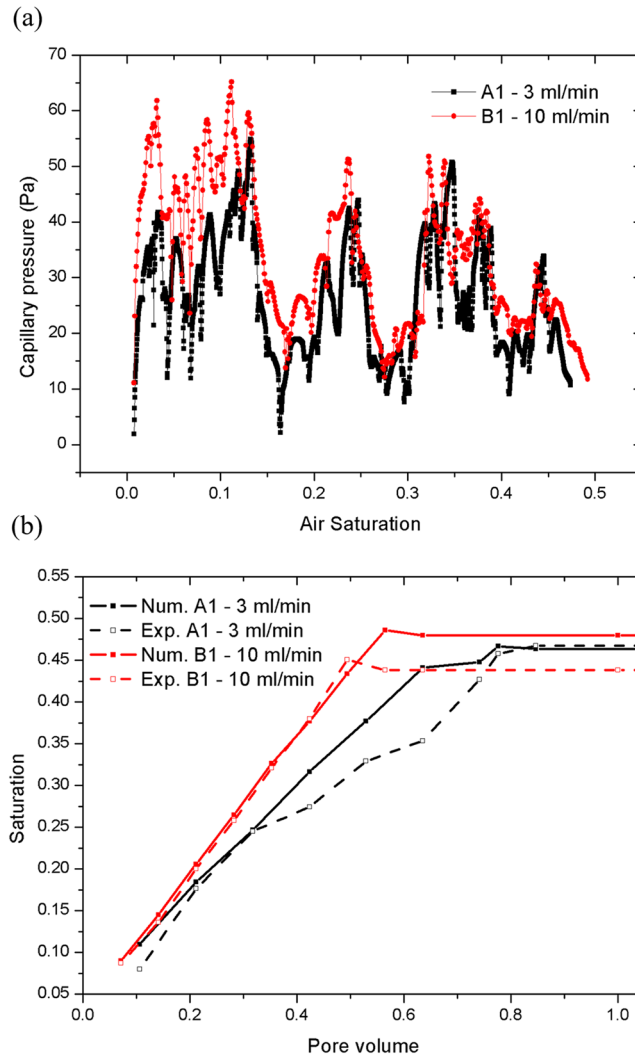 (a)
70
60
50
40
30
20
10
0
Capillary pressure (Pa)
A1 - 3 ml/min
B1 - 10 ml/min
0.0 0.1 0.2 0.3 0.4 0.5
Air Saturation
(b)
0.55
0.50
0.45
0.40
0.35
0.30
0.25
0.20
0.15
0.10
0.05
Saturation
Num. A1 - 3 ml/min
Exp. A1 - 3 ml/min
Num. B1 - 10 ml/min
Exp. B1 - 10 ml/min
0.0 0.2 0.4 0.6 0.8 1.0
Pore volume